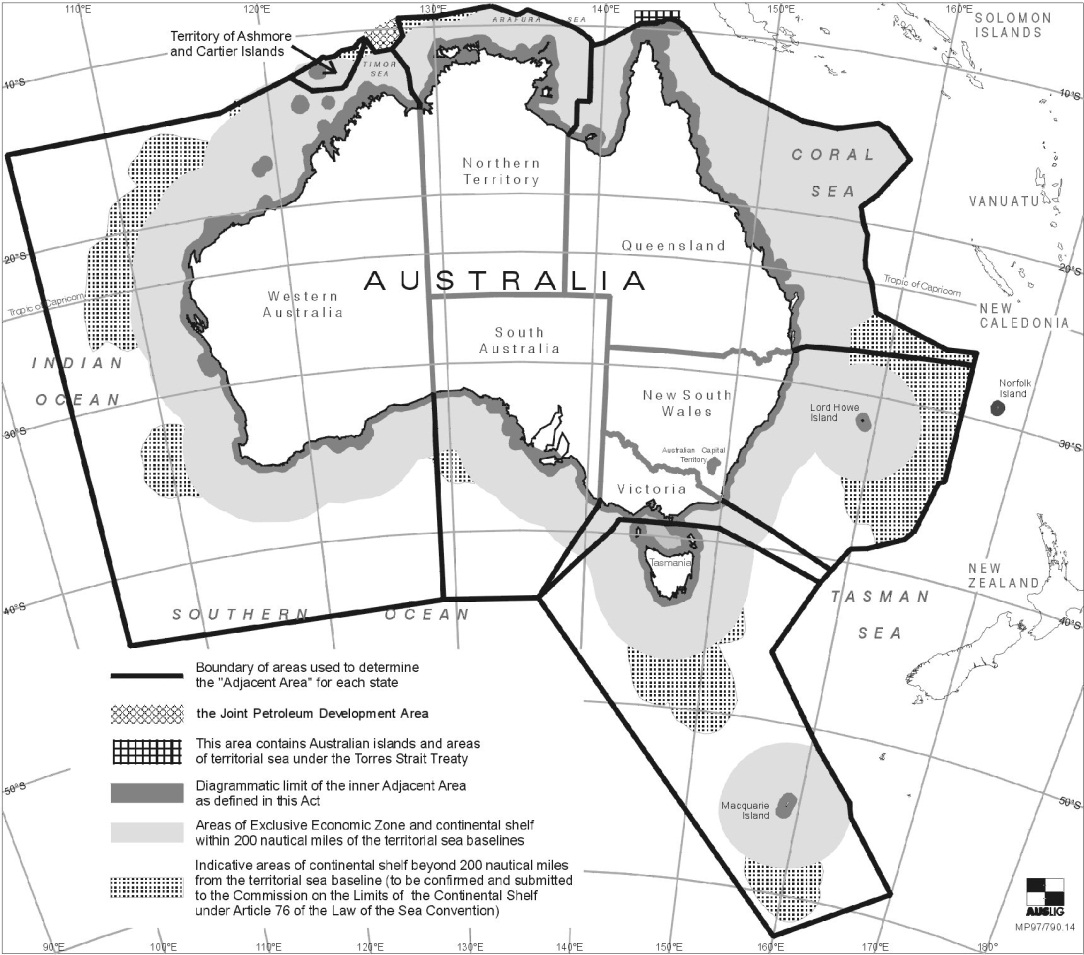 110°E
120°E
130°E
140°E
150°E
160°E
ARAFURA SEA
SOLOMON
ISLANDS
Territory of Ashmore
and Cartier Islands
TIMOR
SEA
10°S
10°S
CORAL
SEA
Northern
Territory
VANUATU
Queensland
20°S
20°S
AUSTRALIA
Tropic of Capricorn
Tropic of Capricorn
Western
Australia
NEW
CALEDONIA
South
Australia
INDIAN
OCEAN
Norfolk
Island
New South
Wales
Lord Howe
Island
30°S
30°S
Australian Capital
Territory
Victoria
Tasmania
NEW
ZEALAND
TASMAN
SEA
40°S
40°S
SOUTHERN OCEAN
Boundary of areas used to determine
the "Adjacent Area" for each state
the Joint Petroleum Development Area
This area contains Australian islands and areas
of territorial sea under the Torres Strait Treaty
Diagrammatic limit of the inner Adjacent Area
as defined in this Act
50°S
50°S
Macquarie
Island
Areas of Exclusive Economic Zone and continental shelf
within 200 nautical miles of the territorial sea baselines
Indicative areas of continental shelf beyond 200 nautical miles
from the territorial sea baseline (to be confirmed and submitted
to the Commission on the Limits of the Continental Shelf
under Article 76 of the Law of the Sea Convention)
AUSLIG
MP97/790.14
90°E
100°E
110°E
120°E
130°E
140°E
150°E
160°E
170°E
180°